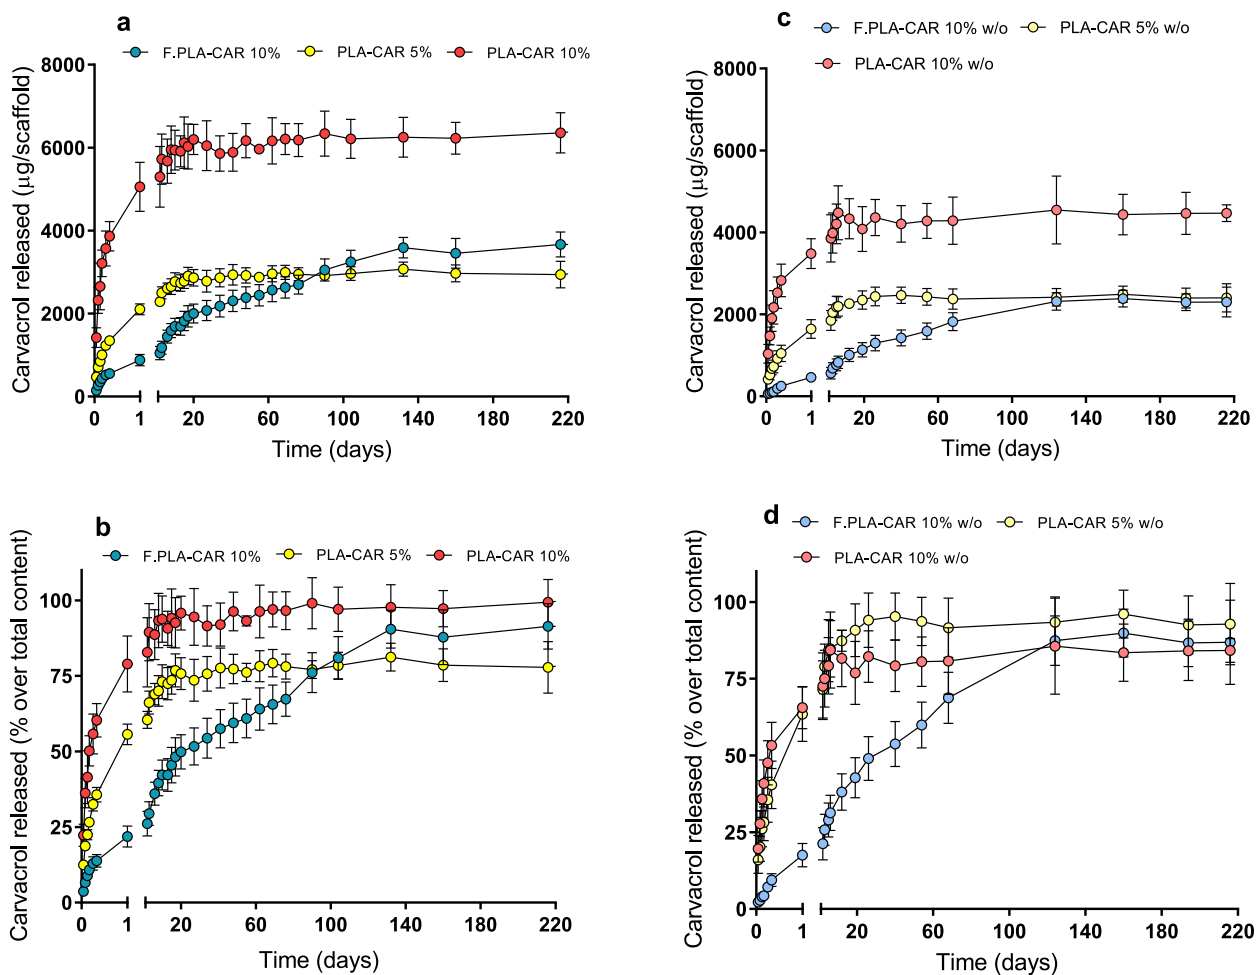 a
F.PLA-CAR 10% PLA-CAR 5% PLA-CAR 10%
Carvacrol released (μg/scaffold)
8000
6000
4000
2000
0
0 1 20 60 100 140 180 220
Time (days)
c
F.PLA-CAR 10% w/o PLA-CAR 5% w/o
PLA-CAR 10% w/o
Carvacrol released (μg/scaffold)
8000
6000
4000
2000
0
0 1 20 60 100 140 180 220
Time (days)
b
F.PLA-CAR 10% PLA-CAR 5% PLA-CAR 10%
Carvacrol released (% over total content)
100
75
50
25
0
0 1 20 60 100 140 180 220
Time (days)
d
F.PLA-CAR 10% w/o PLA-CAR 5% w/o
PLA-CAR 10% w/o
Carvacrol released (% over total content)
100
75
50
25
0
0 1 20 60 100 140 180 220
Time (days)